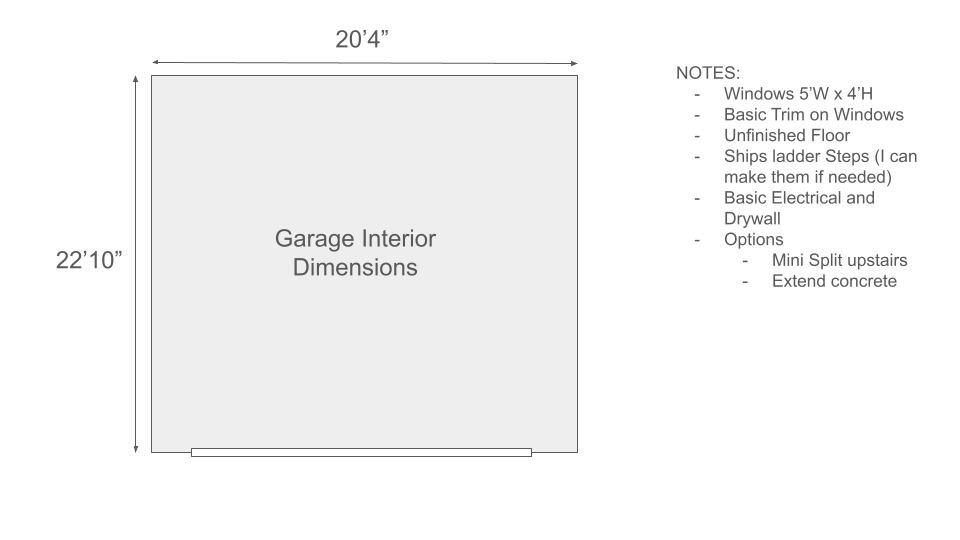 20’4”
22’10”
Garage Interior
Dimensions
NOTES:
- Windows 5’W x 4’H
- Basic Trim on Windows
- Unfinished Floor
- Ships ladder Steps (I can
make them if needed)
- Basic Electrical and
Drywall
- Options
- Mini Split upstairs
- Extend concrete